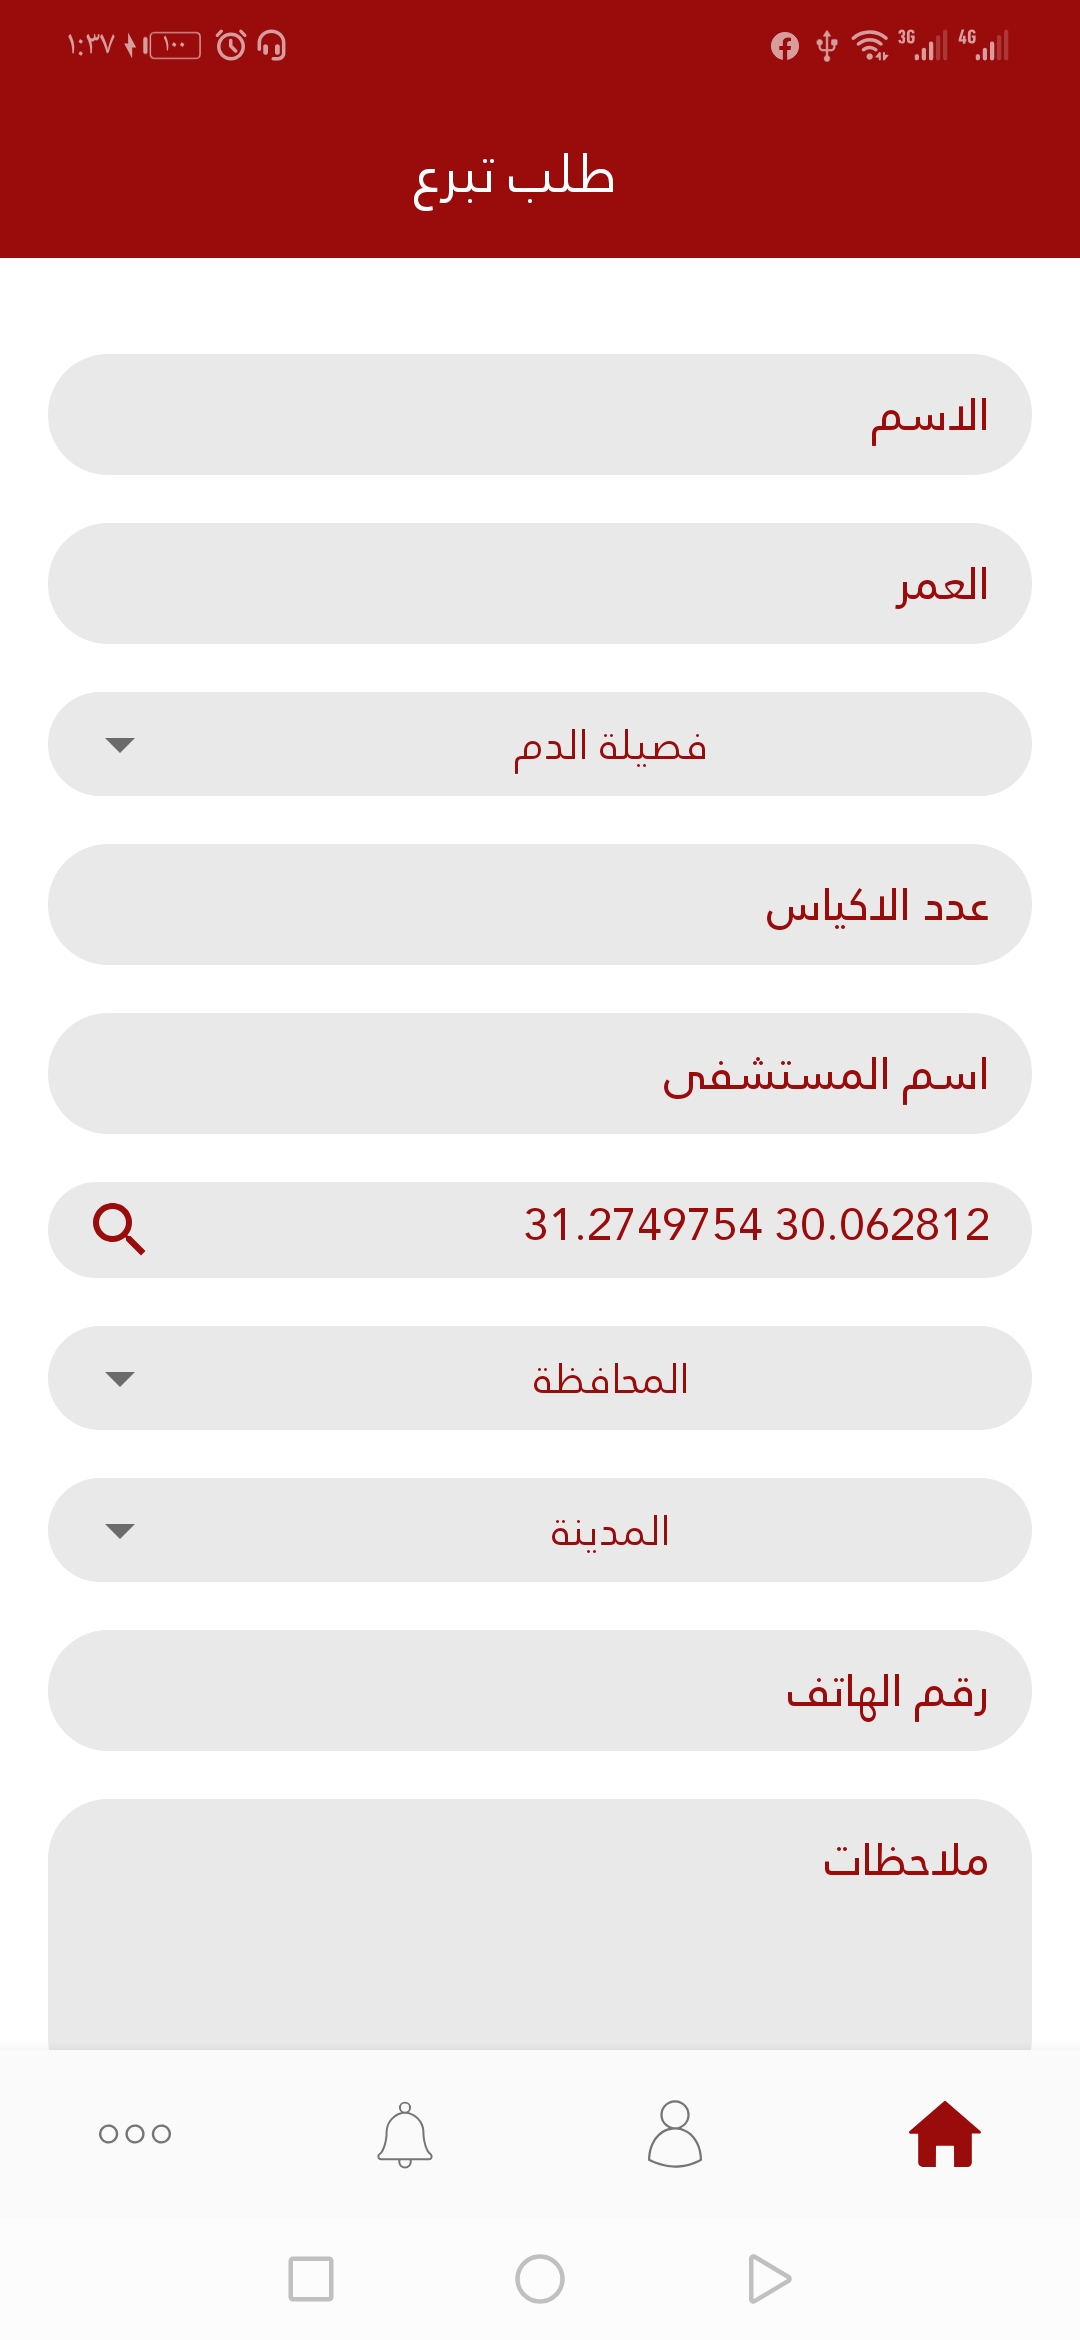 ١:٣٧ ١٠٠ 3G 4G
طلب تبرع
الاسم
العمر
فصيلة الدم
عدد الاكياس
اسم المستشفى
31.2749754 30.062812
المحافظة
المدينة
رقم الهاتف
ملاحظات